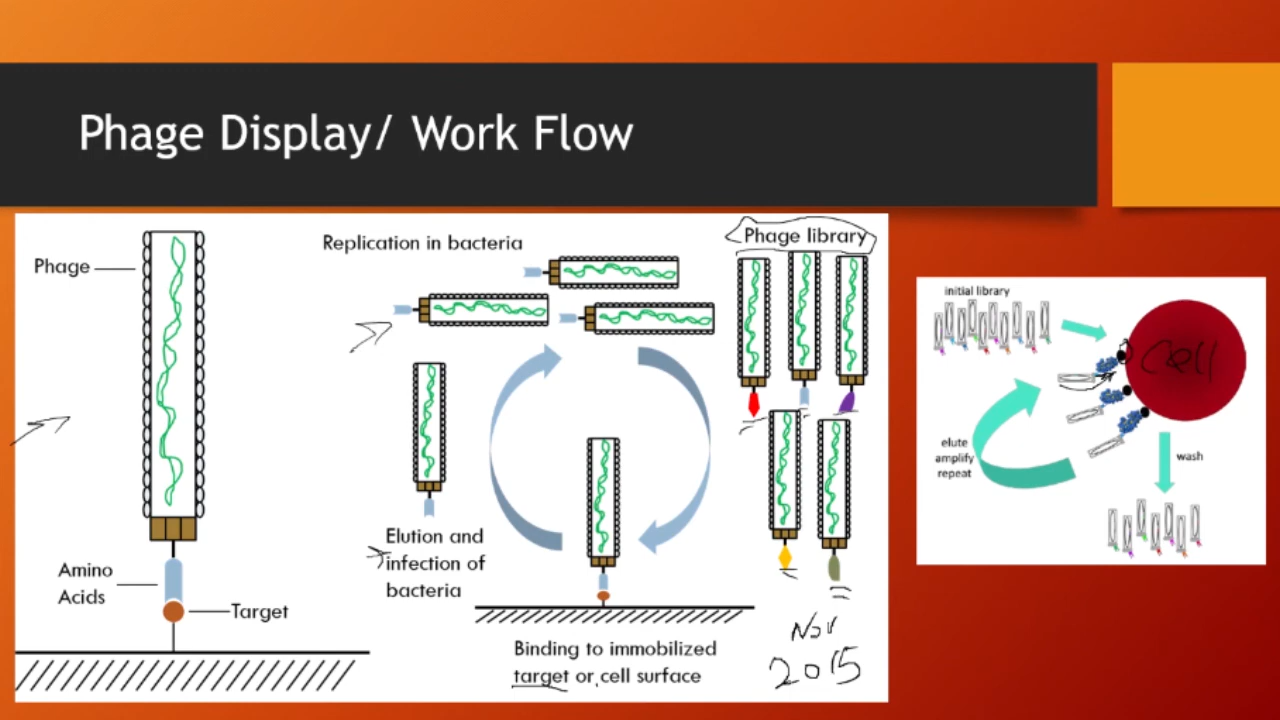 Phage Display/ Work Flow
Phage
Amino
Acids
Target
Replication in bacteria
Elution and
infection of
bacteria
Binding to immobilized
target or cell surface
Phage library
Nov
2015
initial library
Cell
elute
amplify
repeat
wash